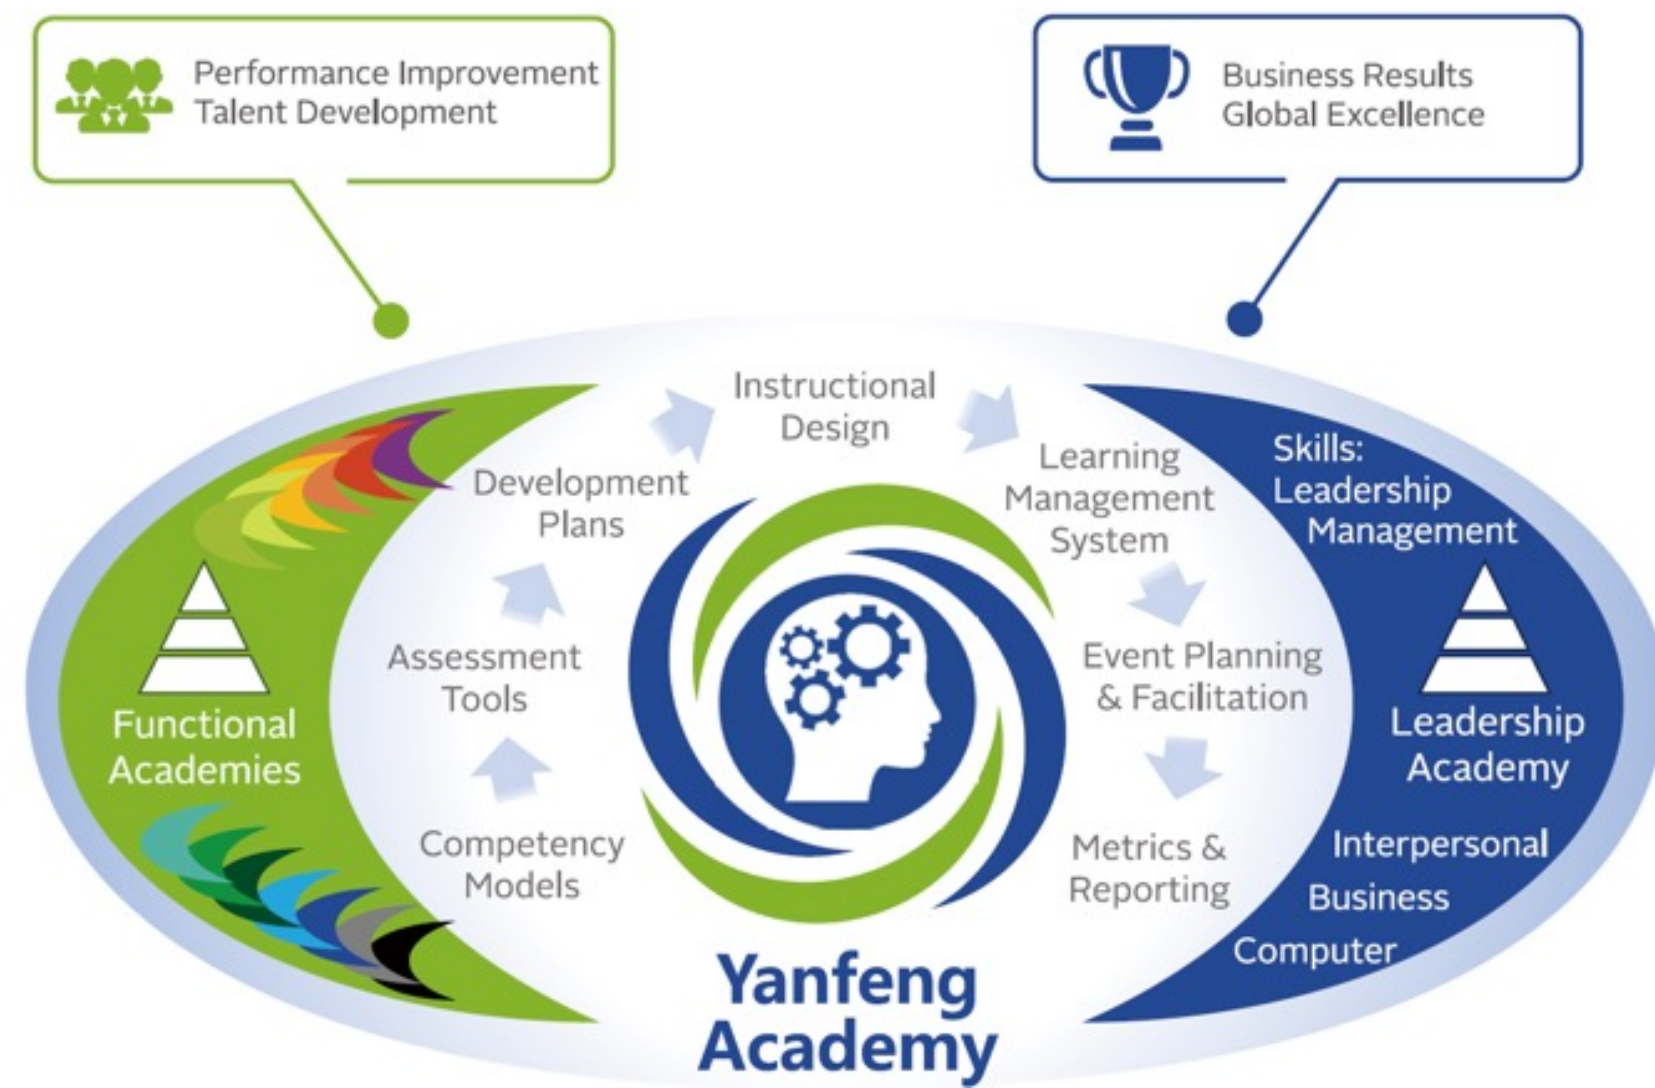 Performance Improvement
Talent Development
Business Results
Global Excellence
Instructional
Design
Development
Plans
Learning
Management
System
Assessment
Tools
Event Planning
& Facilitation
Competency
Models
Metrics &
Reporting
Functional
Academies
Skills:
Leadership
Management
Leadership
Academy
Interpersonal
Business
Computer
Yanfeng
Academy